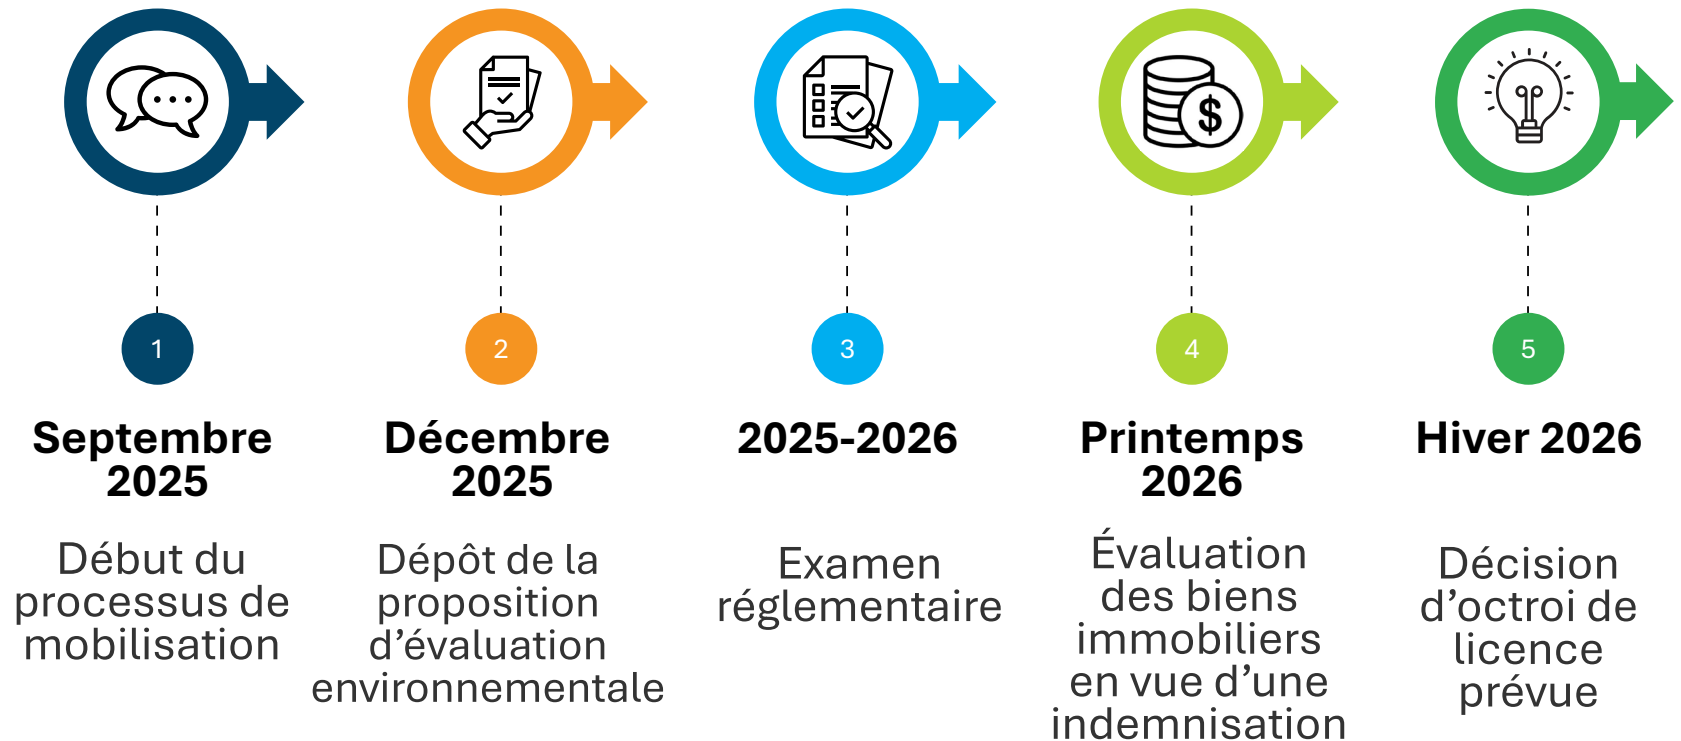 $
1
Septembre
2025
Début du
processus de
mobilisation
2
Décembre
2025
Dépôt de la
proposition
d’évaluation
environnementale
3
2025-2026
Examen
réglementaire
4
Printemps
2026
Évaluation
des biens
immobiliers
en vue d’une
indemnisation
5
Hiver 2026
Décision
d’octroi de
licence
prévue